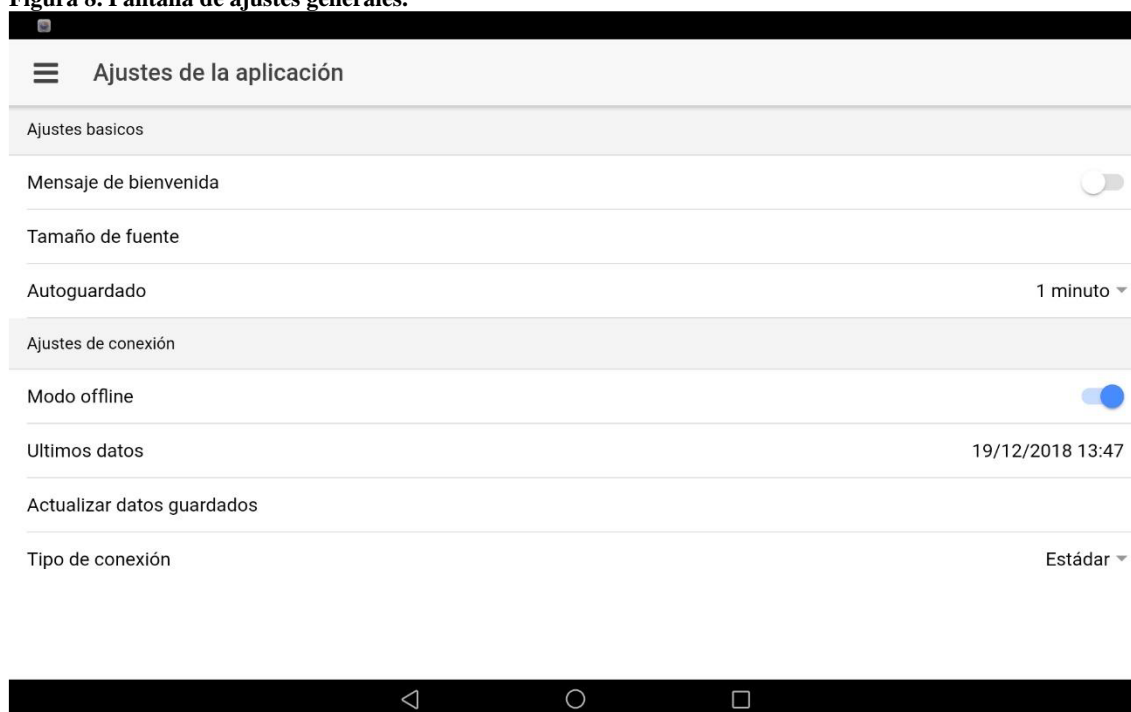 Figura 8. Pantalla de ajustes generales.
Ajustes de la aplicación
Ajustes basicos
Mensaje de bienvenida
Tamaño de fuente
Autoguardado 1 minuto
Ajustes de conexión
Modo offline
Ultimos datos 19/12/2018 13:47
Actualizar datos guardados
Tipo de conexión Estádar